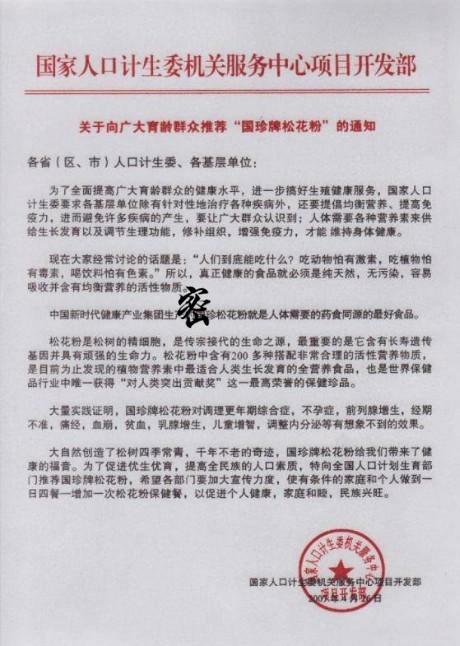 国家人口计生委机关服务中心项目开发部
关于向广大育龄群众推荐“国珍牌松花粉”的通知
各省（区、市）人口计生委、各基层单位：
为了全面提高广大育龄群众的健康水平，进一步搞好生殖健康服务，国家人口
计生委要求各基层单位除有针对性地治疗各种疾病外，还要提倡均衡营养、提高免
疫力，进而避免许多疾病的产生，要让广大群众认识到：人体需要各种营养素来供
给生长发育以及调节生理功能，修补组织，增强免疫力，才能 维持身体健康。
现在大家经常讨论的话题是：“人们到底能吃什么？吃动物怕有激素，吃植物怕
有毒素，喝饮料怕有色素。”所以，真正健康的食品就必须是纯天然，无污染，容易
吸收并含有均衡营养的活性物质。
密
中国新时代健康产业集团生珍松花粉就是人体需要的药食同源的最好食品。
松花粉是松树的精细胞，是传宗接代的生命之源，最重要的是它含有长寿遗传
基因并具有顽强的生命力。松花粉中含有 200 多种搭配非常合理的活性营养物质，
是目前为止发现的植物营养素中最适合人类生长发育的全营养食品，也是世界保健
品行业中唯一获得“对人类突出贡献奖”这一最高荣誉的保健珍品。
大量实践证明，国珍牌松花粉对调理更年期综合症，不孕症，前列腺增生，经期
不准，痛经，血崩，贫血，乳腺增生，儿童增智，调整内分泌等有想象不到的效果。
大自然创造了松树四季常青，千年不老的奇迹，国珍牌松花粉给我们带来了健
康的福音。为了促进优生优育，提高全民族的人口素质，特向全国人口计划生育部
门推荐国珍牌松花粉，希望各部门要加大宣传力度，使有条件的家庭和个人做到一
日四餐—增加一次松花粉保健餐，以促进个人健康，家庭和睦，民族兴旺。
国家人口计生委机关服务中心项目开发部
2007 年 4 月 26 日
国家人口计生委机关服务中心
项目开发部